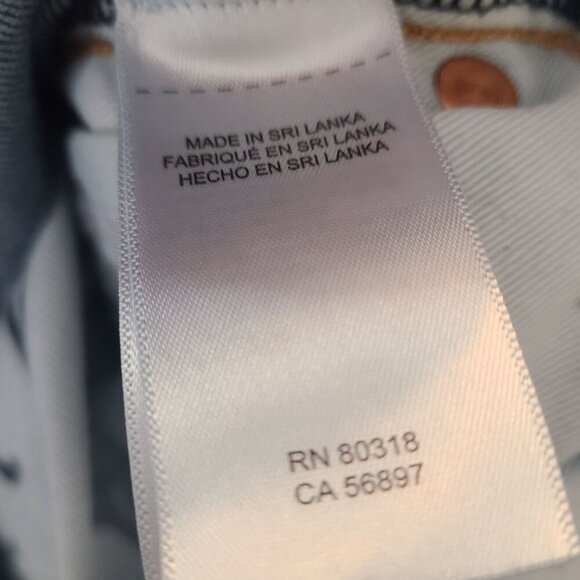 MADE IN SRI LANKA
FABRIQUÉ EN SRI LANKA
HECHO EN SRI LANKA
RN 80318
CA 56897